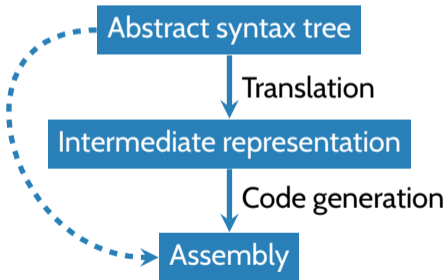 Abstract syntax tree
Translation
Intermediate representation
Code generation
Assembly